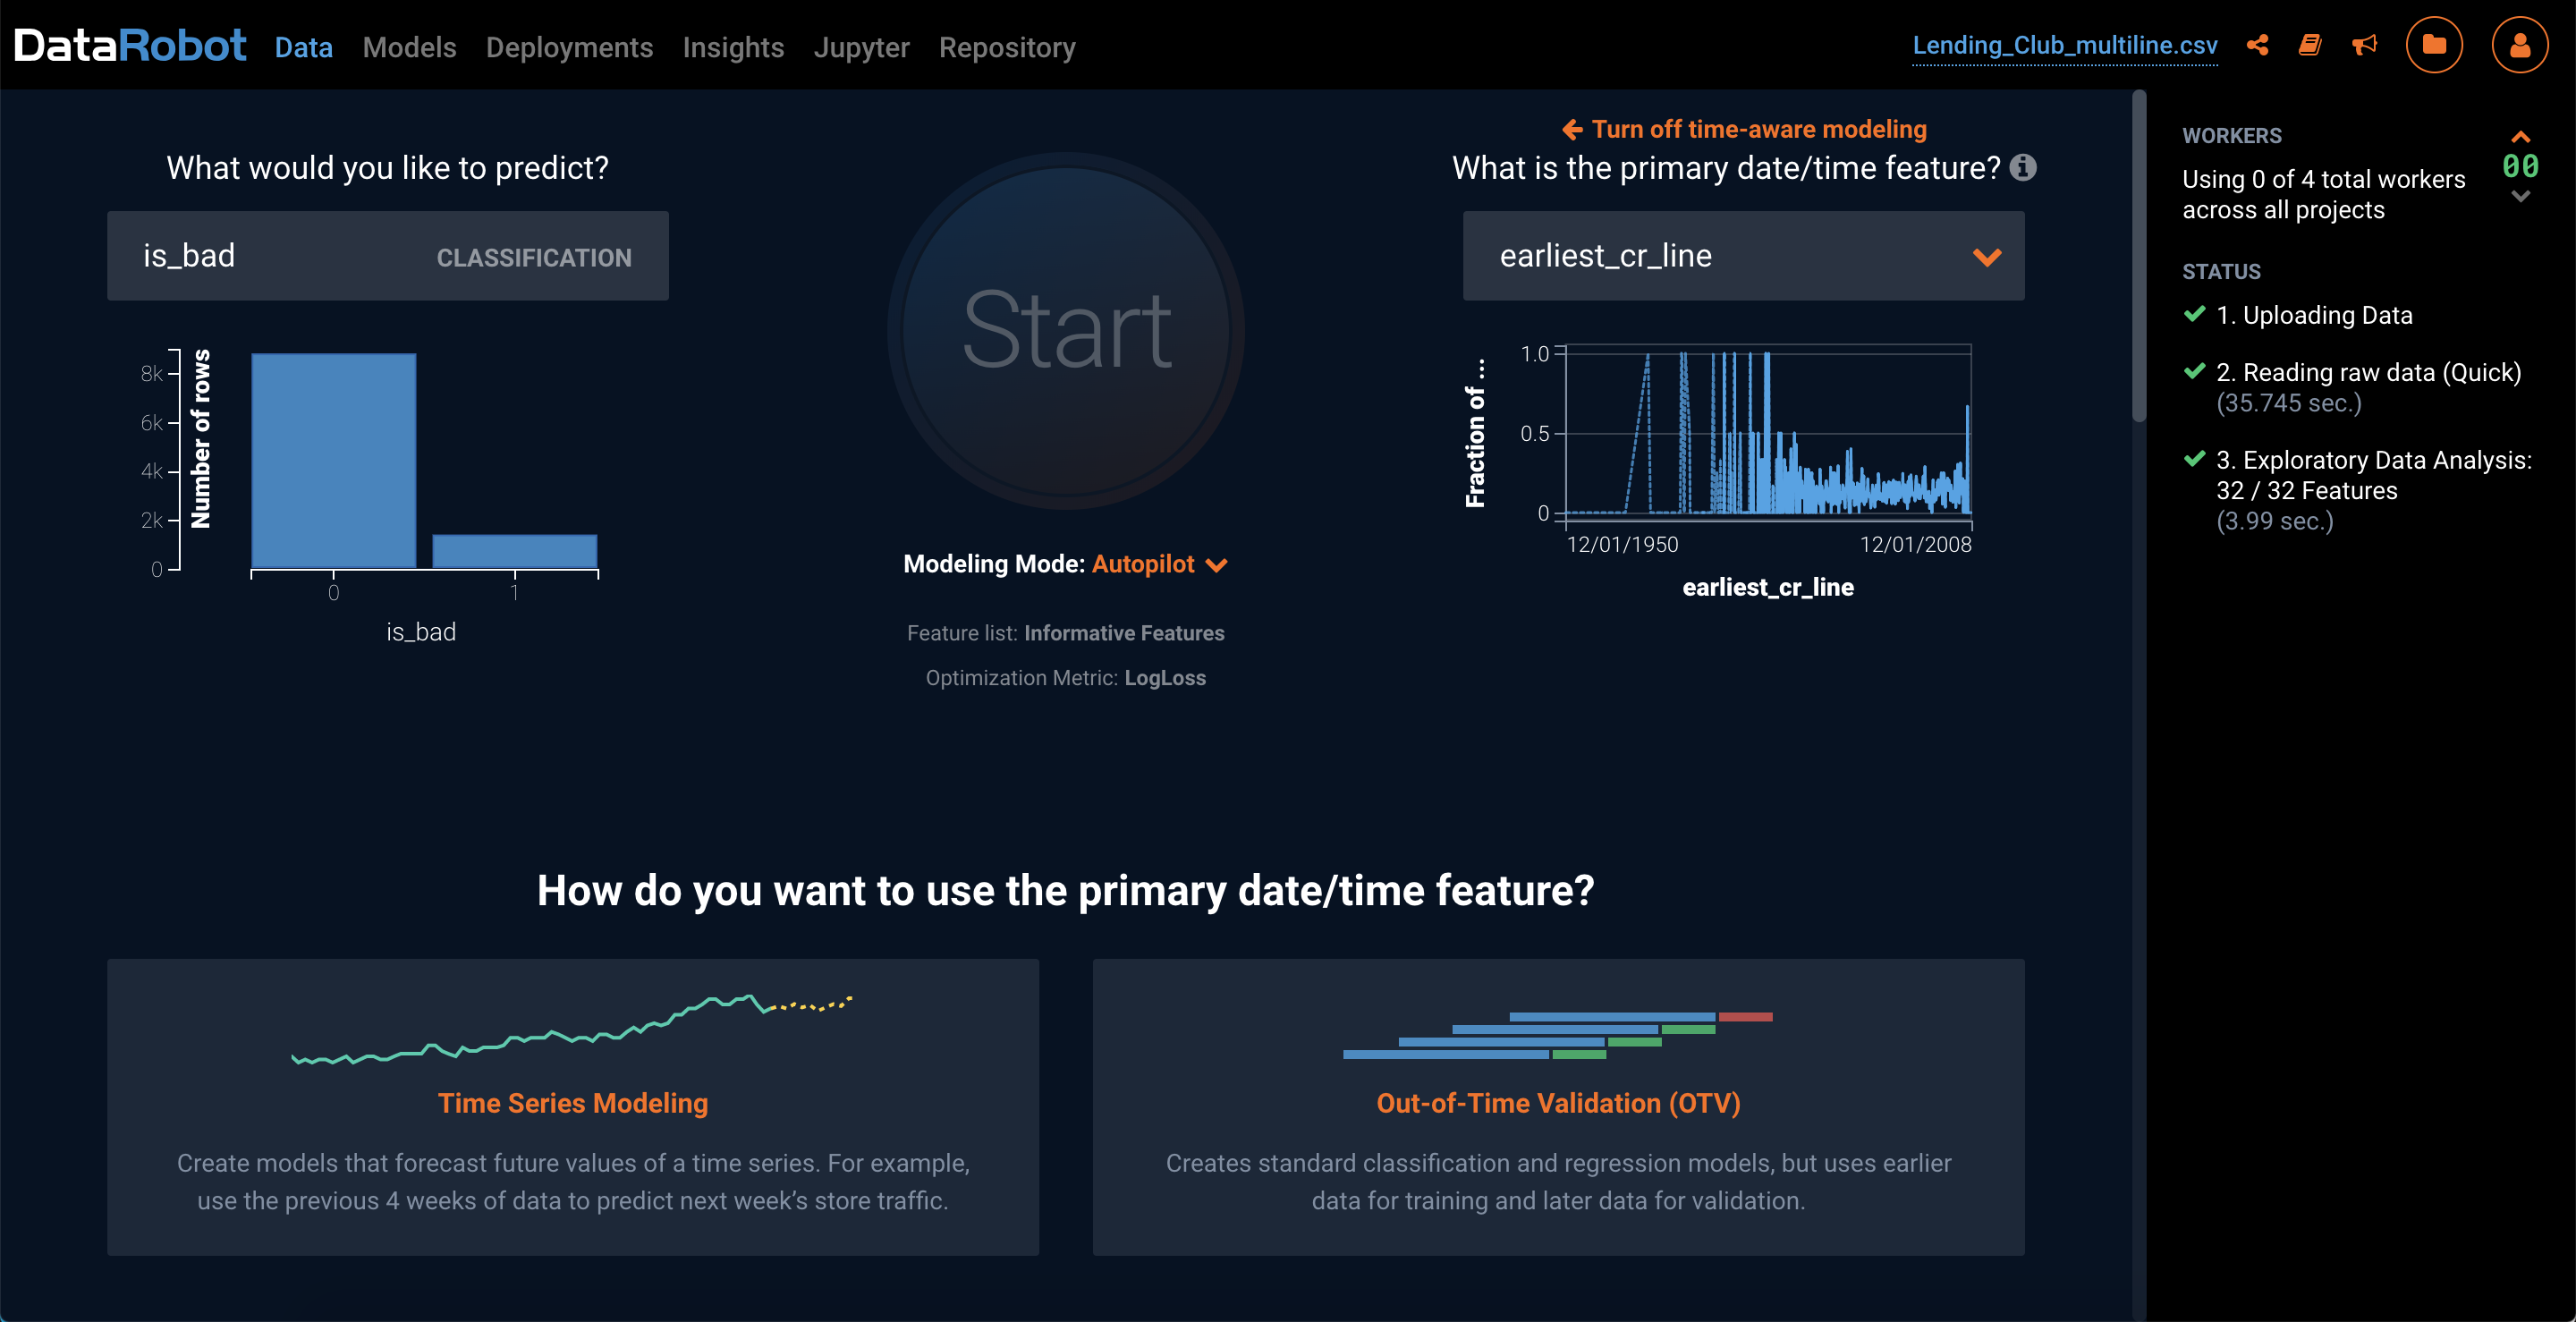 DataRobot Data Models Deployments Insights Jupyter Repository
Lending_Club_multiline.csv
What would you like to predict?
is_bad CLASSIFICATION
Number of rows
8k
6k
4k
2k
0
0 1
is_bad
Start
Modeling Mode: Autopilot
Feature list: Informative Features
Optimization Metric: LogLoss
Turn off time-aware modeling
What is the primary date/time feature?
earliest_cr_line
Fraction of ...
1.0
0.5
0
12/01/1950 12/01/2008
earliest_cr_line
How do you want to use the primary date/time feature?
Time Series Modeling
Create models that forecast future values of a time series. For example,
use the previous 4 weeks of data to predict next week’s store traffic.
Out-of-Time Validation (OTV)
Creates standard classification and regression models, but uses earlier
data for training and later data for validation.
WORKERS
Using 0 of 4 total workers
across all projects
00
STATUS
1. Uploading Data
2. Reading raw data (Quick)
(35.745 sec.)
3. Exploratory Data Analysis:
32 / 32 Features
(3.99 sec.)